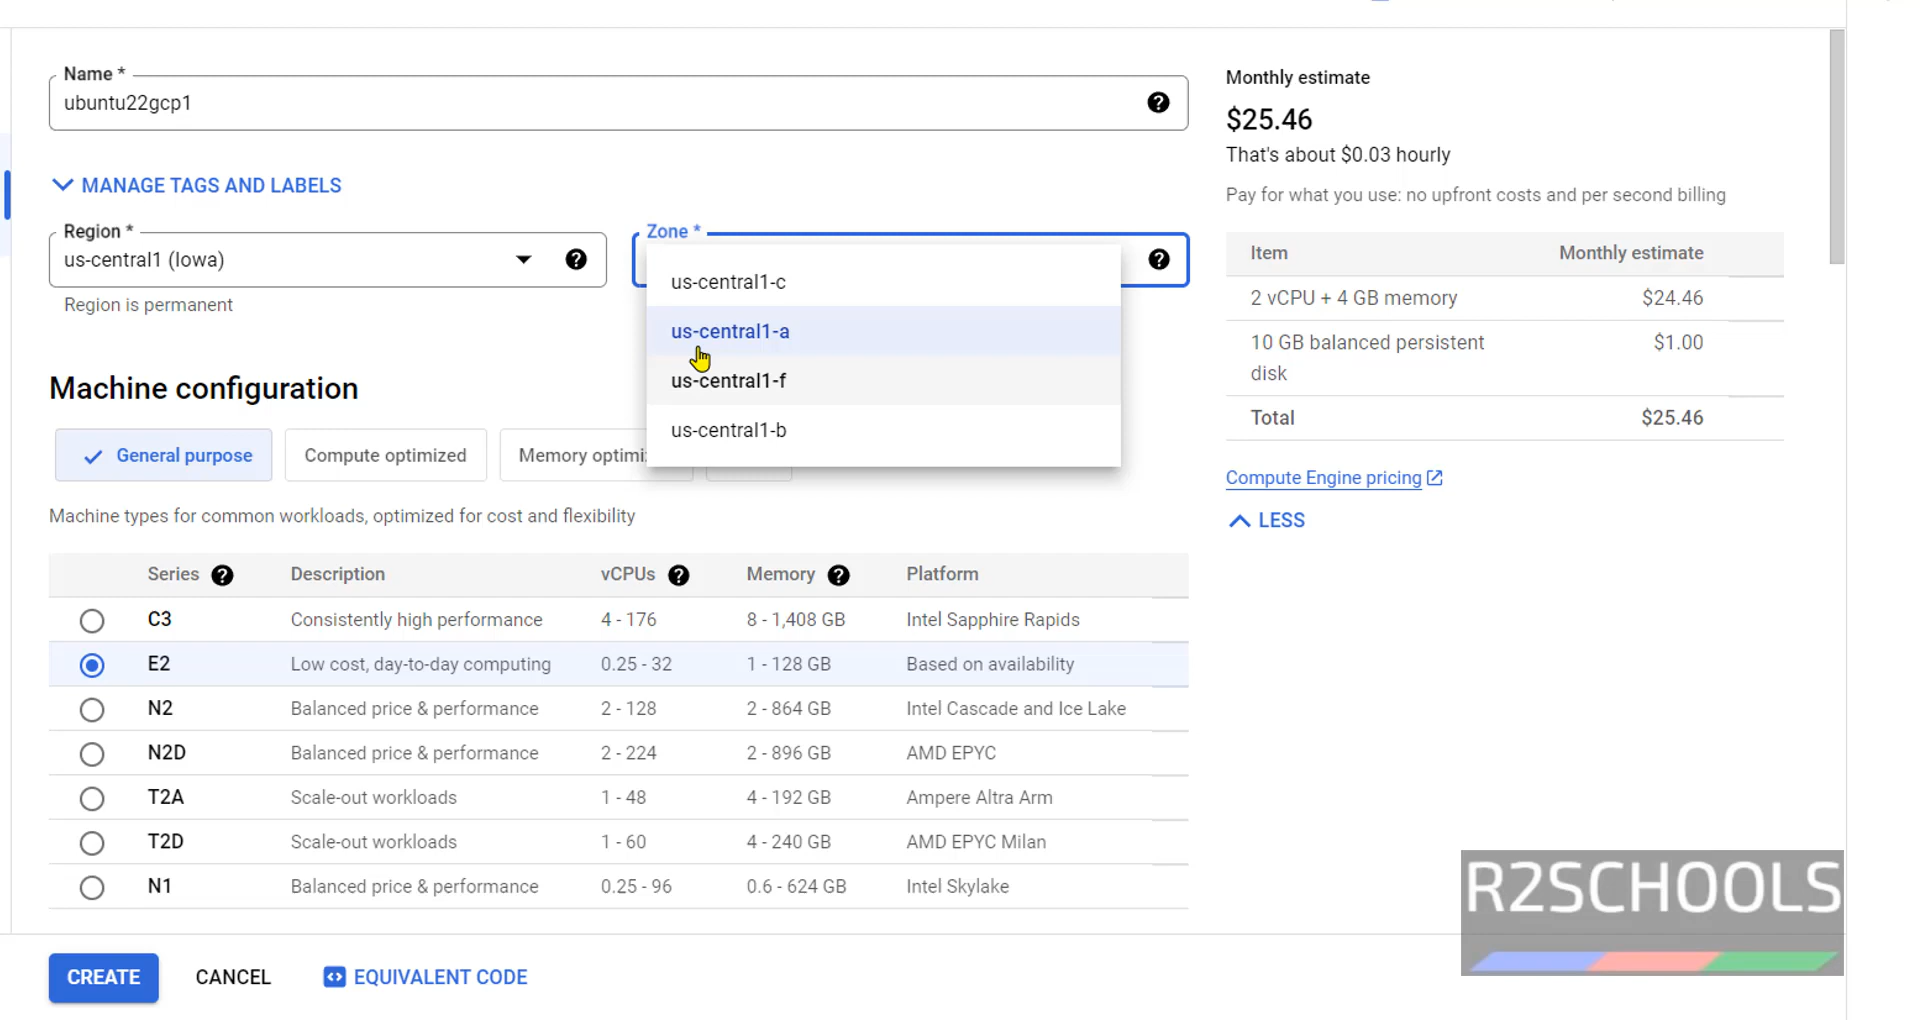 Name *
ubuntu22gcp1
MANAGE TAGS AND LABELS
Region *
us-central1 (Iowa)
Region is permanent
Zone *
us-central1-c
us-central1-a
us-central1-f
us-central1-b
Machine configuration
General purpose
Compute optimized
Memory optimi
Machine types for common workloads, optimized for cost and flexibility
Series Description vCPUs Memory Platform
C3 Consistently high performance 4 - 176 8 - 1,408 GB Intel Sapphire Rapids
E2 Low cost, day-to-day computing 0.25 - 32 1 - 128 GB Based on availability
N2 Balanced price & performance 2 - 128 2 - 864 GB Intel Cascade and Ice Lake
N2D Balanced price & performance 2 - 224 2 - 896 GB AMD EPYC
T2A Scale-out workloads 1 - 48 4 - 192 GB Ampere Altra Arm
T2D Scale-out workloads 1 - 60 4 - 240 GB AMD EPYC Milan
N1 Balanced price & performance 0.25 - 96 0.6 - 624 GB Intel Skylake
CREATE
CANCEL
EQUIVALENT CODE
Monthly estimate
$25.46
That's about $0.03 hourly
Pay for what you use: no upfront costs and per second billing
Item Monthly estimate
2 vCPU + 4 GB memory $24.46
10 GB balanced persistent $1.00
disk
Total $25.46
Compute Engine pricing
LESS
R2SCHOOLS